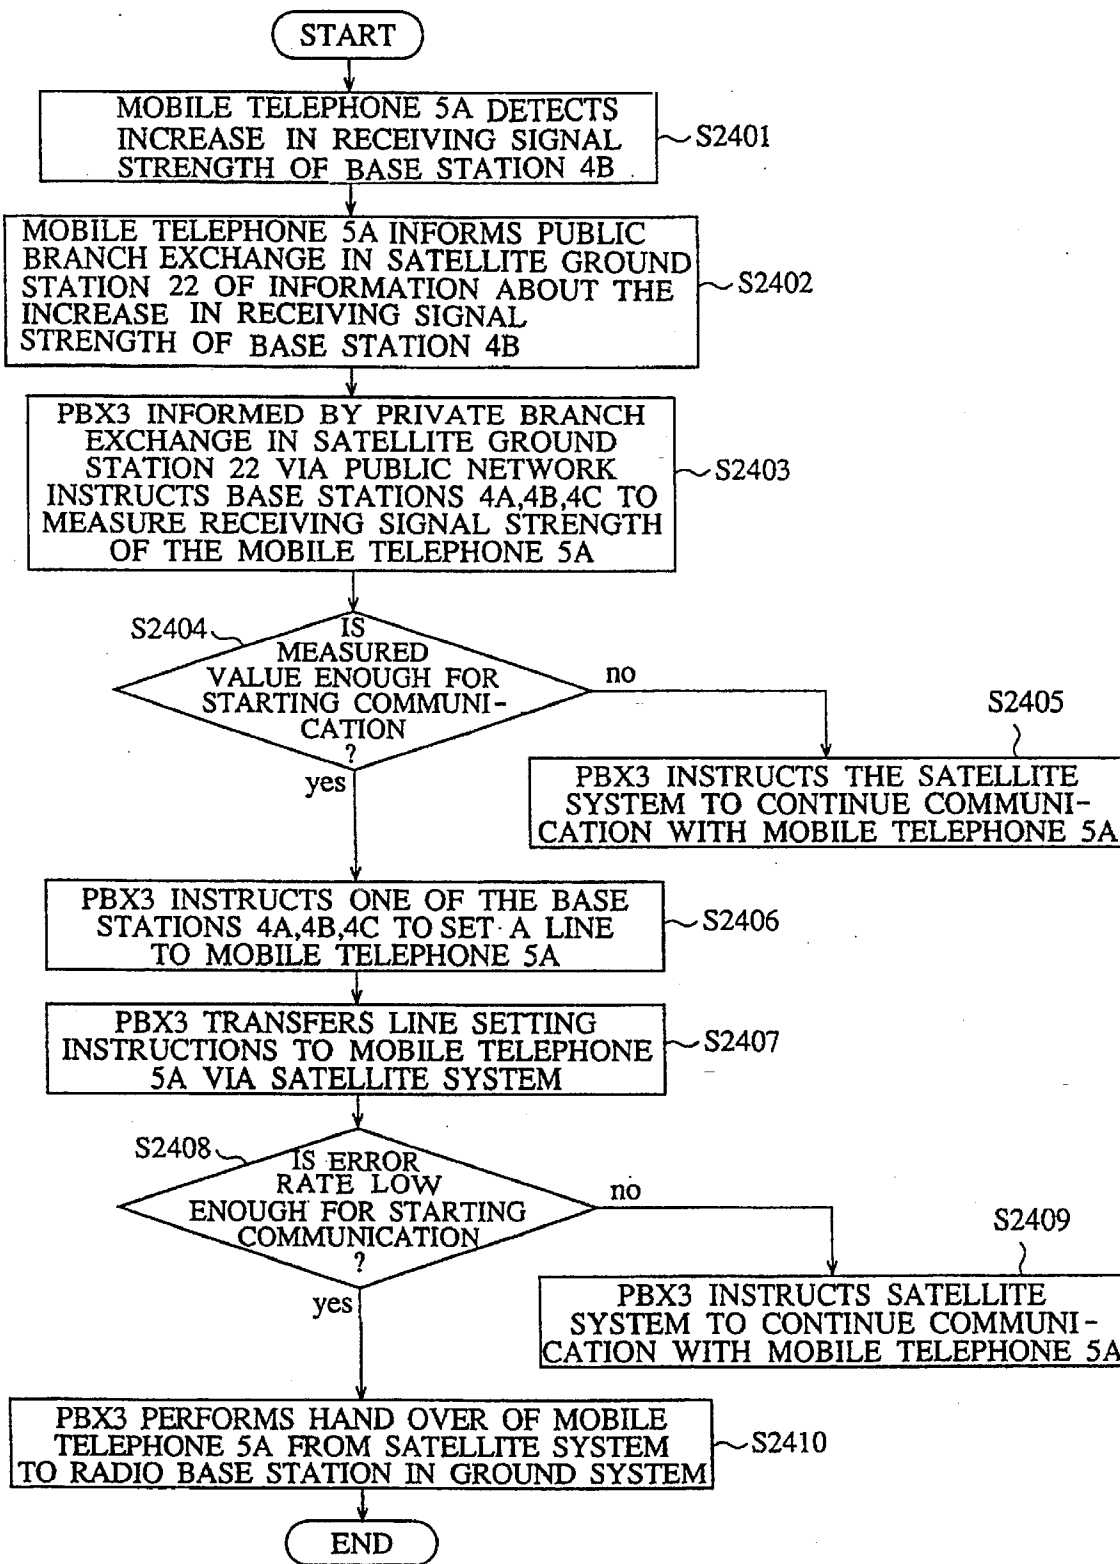 START
MOBILE TELEPHONE 5A DETECTS
INCREASE IN RECEIVING SIGNAL
STRENGTH OF BASE STATION 4B
S2401
MOBILE TELEPHONE 5A INFORMS PUBLIC
BRANCH EXCHANGE IN SATELLITE GROUND
STATION 22 OF INFORMATION ABOUT THE
INCREASE IN RECEIVING SIGNAL
STRENGTH OF BASE STATION 4B
S2402
PBX3 INFORMED BY PRIVATE BRANCH
EXCHANGE IN SATELLITE GROUND
STATION 22 VIA PUBLIC NETWORK
INSTRUCTS BASE STATIONS 4A,4B,4C TO
MEASURE RECEIVING SIGNAL STRENGTH
OF THE MOBILE TELEPHONE 5A
S2403
S2404
IS
MEASURED
VALUE ENOUGH FOR
STARTING COMMUNI-
CATION
?
no
yes
S2405
PBX3 INSTRUCTS THE SATELLITE
SYSTEM TO CONTINUE COMMUNI-
CATION WITH MOBILE TELEPHONE 5A
PBX3 INSTRUCTS ONE OF THE BASE
STATIONS 4A,4B,4C TO SET A LINE
TO MOBILE TELEPHONE 5A
S2406
PBX3 TRANSFERS LINE SETTING
INSTRUCTIONS TO MOBILE TELEPHONE
5A VIA SATELLITE SYSTEM
S2407
S2408
IS ERROR
RATE LOW
ENOUGH FOR STARTING
COMMUNICATION
?
no
yes
S2409
PBX3 INSTRUCTS SATELLITE
SYSTEM TO CONTINUE COMMUNI-
CATION WITH MOBILE TELEPHONE 5A
PBX3 PERFORMS HAND OVER OF MOBILE
TELEPHONE 5A FROM SATELLITE SYSTEM
TO RADIO BASE STATION IN GROUND SYSTEM
S2410
END